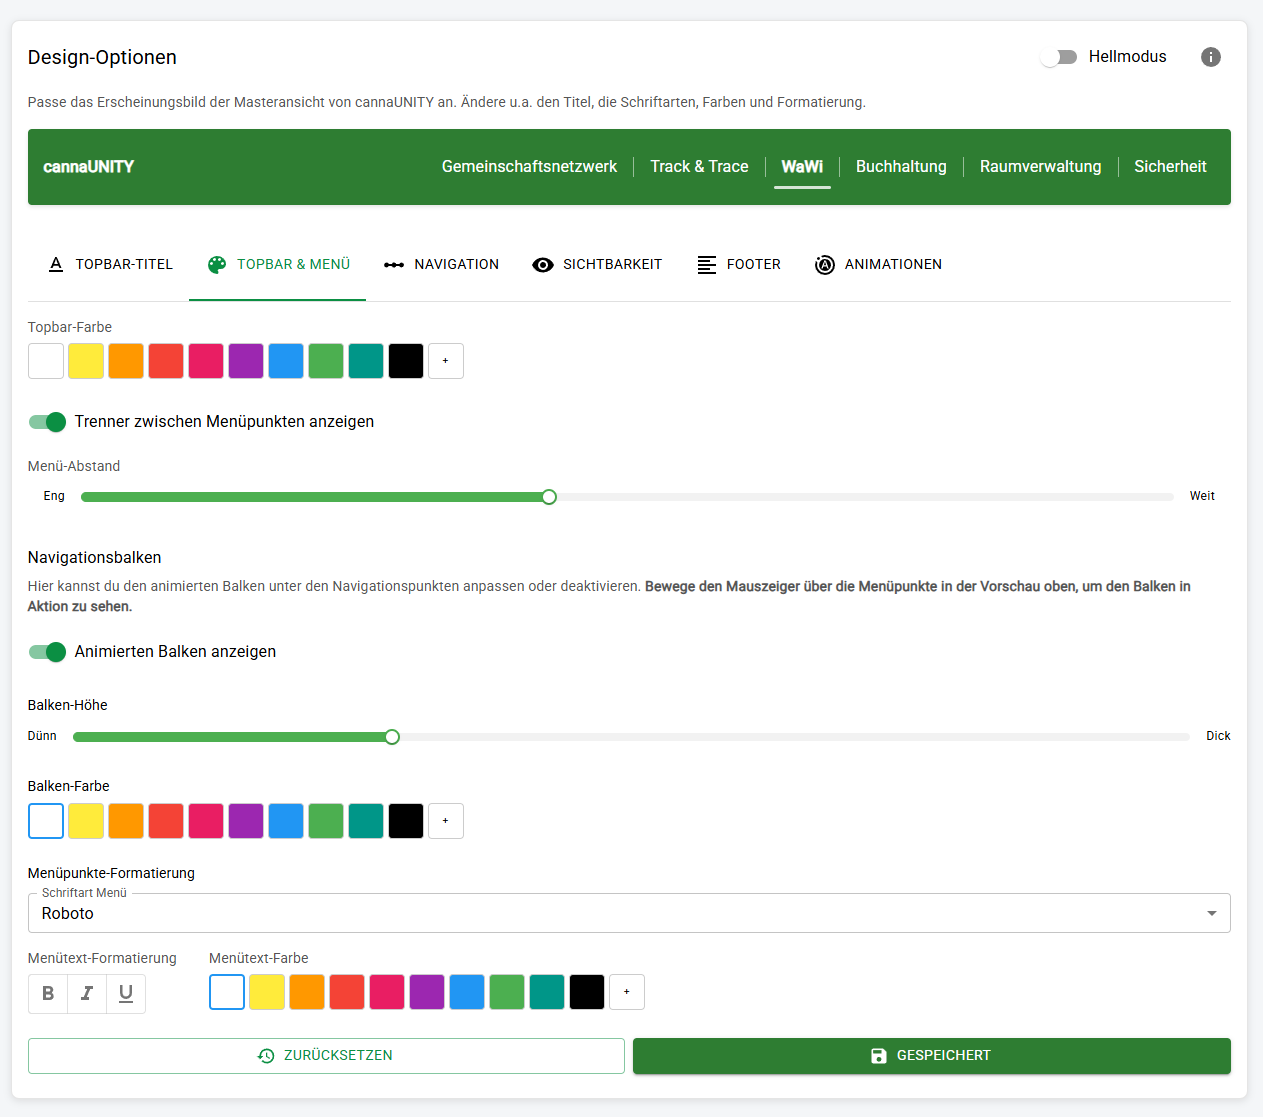 Design-Optionen
Hellmodus
Passe das Erscheinungsbild der Masteransicht von cannaUNITY an. Ändere u.a. den Titel, die Schriftarten, Farben und Formatierung.
cannaUNITY Gemeinschaftsnetzwerk Track & Trace WaWi Buchhaltung Raumverwaltung Sicherheit
TOPBAR-TITEL TOPBAR & MENÜ NAVIGATION SICHTBARKEIT FOOTER ANIMATIONEN
Topbar-Farbe
+
Trenner zwischen Menüpunkten anzeigen
Menü-Abstand
Eng Weit
Navigationsbalken
Hier kannst du den animierten Balken unter den Navigationspunkten anpassen oder deaktivieren. Bewege den Mauszeiger über die Menüpunkte in der Vorschau oben, um den Balken in
Aktion zu sehen.
Animierten Balken anzeigen
Balken-Höhe
Dünn Dick
Balken-Farbe
+
Menüpunkte-Formatierung
Schriftart Menü
Roboto
Menütext-Formatierung Menütext-Farbe
B I U +
ZURÜCKSETZEN GESPEICHERT